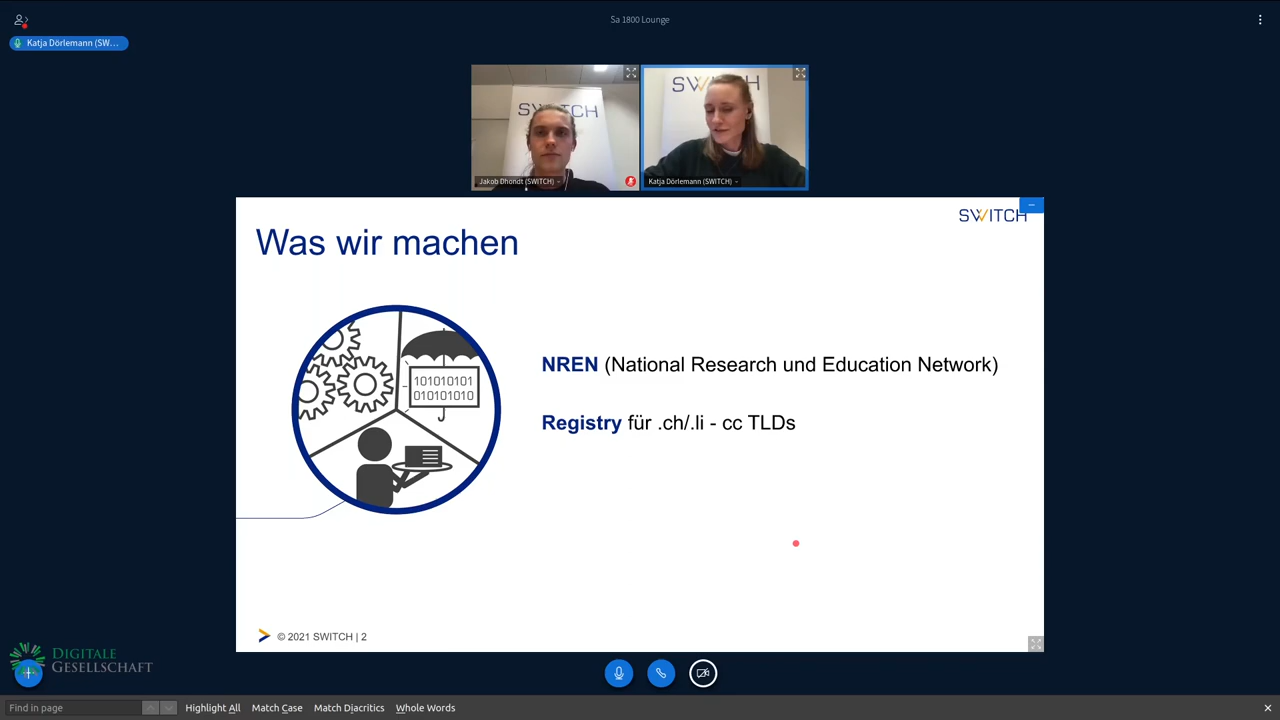 Sa 1800 Lounge
Katja Dörlemann (SW...
SWITCH
SWITCH
Jakob Dhondt (SWITCH)
Katja Dörlemann (SWITCH)
SWITCH
Was wir machen
101010101
010101010
NREN (National Research und Education Network)
Registry für .ch/.li - cc TLDs
© 2021 SWITCH | 2
DIGITALE
GESELLSCHAFT
Find in page
Highlight All
Match Case
Match Diacritics
Whole Words